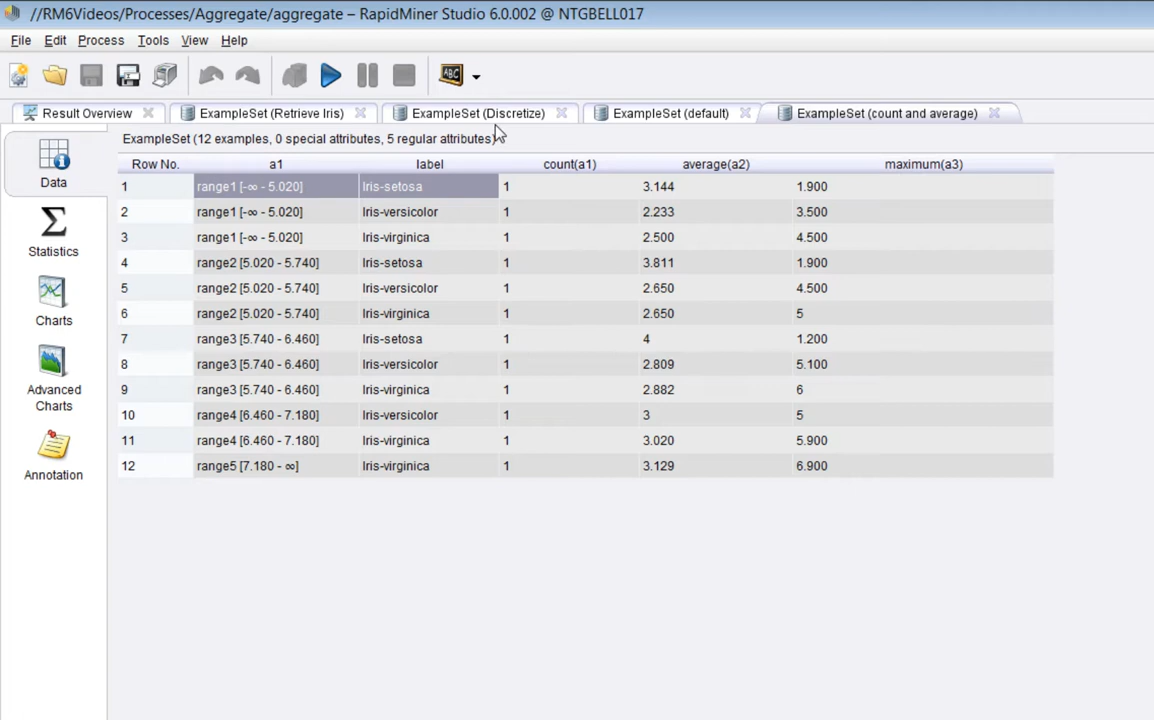 //RM6Videos/Processes/Aggregate/aggregate – RapidMiner Studio 6.0.002 @ NTGBELL017
File Edit Process Tools View Help
ABC
Result Overview ExampleSet (Retrieve Iris) ExampleSet (Discretize) ExampleSet (default) ExampleSet (count and average)
ExampleSet (12 examples, 0 special attributes, 5 regular attributes)
Row No. a1 label count(a1) average(a2) maximum(a3)
1 range1 [-∞ - 5.020] Iris-setosa 1 3.144 1.900
2 range1 [-∞ - 5.020] Iris-versicolor 1 2.233 3.500
3 range1 [-∞ - 5.020] Iris-virginica 1 2.500 4.500
4 range2 [5.020 - 5.740] Iris-setosa 1 3.811 1.900
5 range2 [5.020 - 5.740] Iris-versicolor 1 2.650 4.500
6 range2 [5.020 - 5.740] Iris-virginica 1 2.650 5
7 range3 [5.740 - 6.460] Iris-setosa 1 4 1.200
8 range3 [5.740 - 6.460] Iris-versicolor 1 2.809 5.100
9 range3 [5.740 - 6.460] Iris-virginica 1 2.882 6
10 range4 [6.460 - 7.180] Iris-versicolor 1 3 5
11 range4 [6.460 - 7.180] Iris-virginica 1 3.020 5.900
12 range5 [7.180 - ∞] Iris-virginica 1 3.129 6.900
Data
Statistics
Charts
Advanced
Charts
Annotation